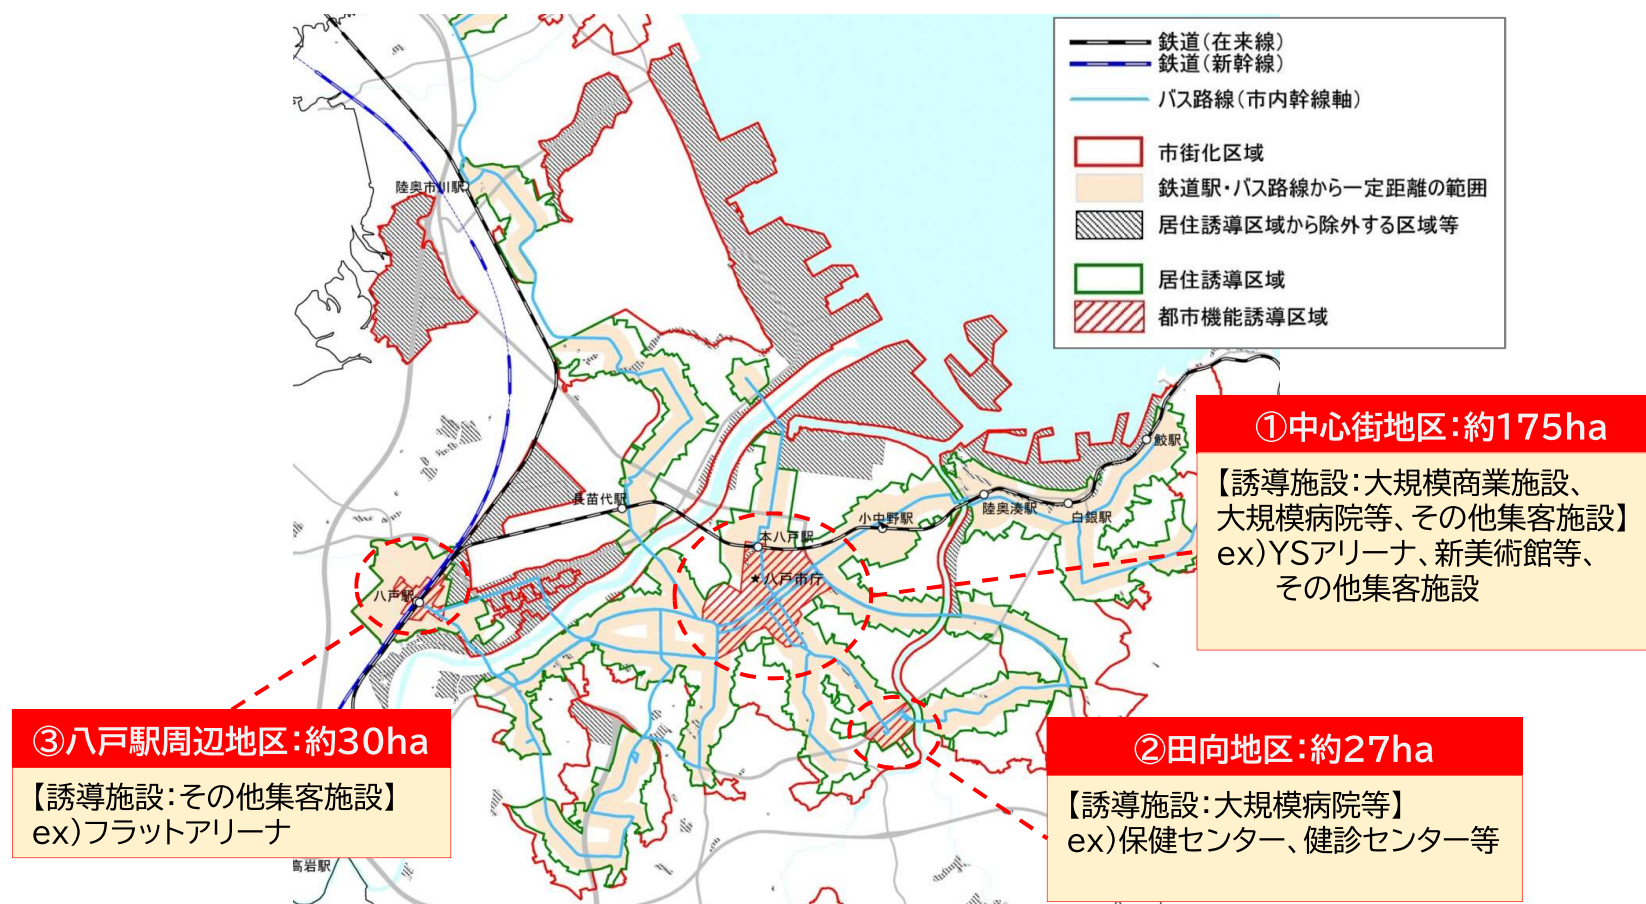 鉄道(在来線)
鉄道(新幹線)
バス路線(市内幹線軸)
市街化区域
鉄道駅・バス路線から一定距離の範囲
居住誘導区域から除外する区域等
居住誘導区域
都市機能誘導区域
陸奥市川駅
長苗代駅
本八戸駅
★八戸市庁
小中野駅
陸奥湊駅
白銀駅
鮫駅
八戸駅
高岩駅
①中心街地区:約175ha
【誘導施設:大規模商業施設、
大規模病院等、その他集客施設】
ex)YSアリーナ、新美術館等、
その他集客施設
②田向地区:約27ha
【誘導施設:大規模病院等】
ex)保健センター、健診センター等
③八戸駅周辺地区:約30ha
【誘導施設:その他集客施設】
ex)フラットアリーナ